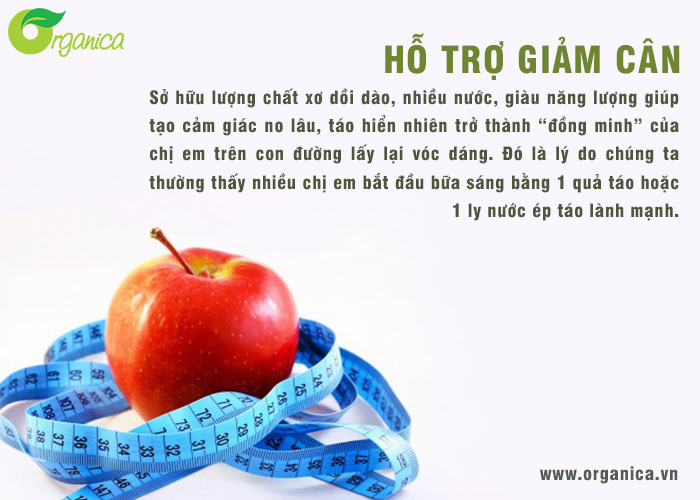 Organica
HỖ TRỢ GIẢM CÂN
Sở hữu lượng chất xơ dồi dào, nhiều nước, giàu năng lượng giúp
tạo cảm giác no lâu, táo hiển nhiên trở thành “đồng minh” của
chị em trên con đường lấy lại vóc dáng. Đó là lý do chúng ta
thường thấy nhiều chị em bắt đầu bữa sáng bằng 1 quả táo hoặc
1 ly nước ép táo lành mạnh.
www.organica.vn